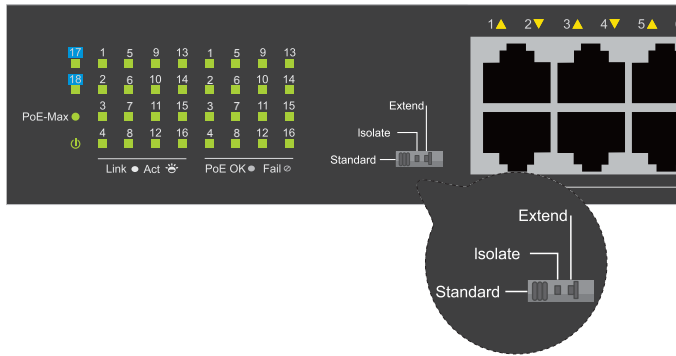 1 2 3 4 5
17 1 5 9 13 1 5 9 13
18 2 6 10 14 2 6 10 14
PoE-Max 3 7 11 15 3 7 11 15
4 8 12 16 4 8 12 16
Link Act PoE OK Fail
Extend
Isolate
Standard
Extend
Isolate
Standard